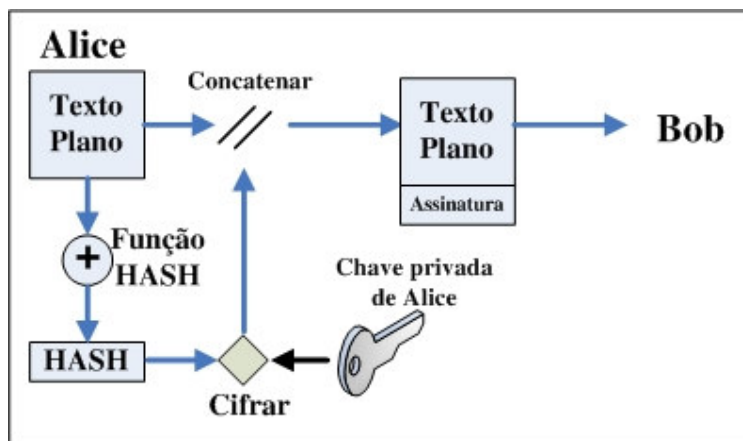 Alice
Texto
Plano
Concatenar
Texto
Plano
Assinatura
Bob
Função
HASH
HASH
Cifrar
Chave privada
de Alice